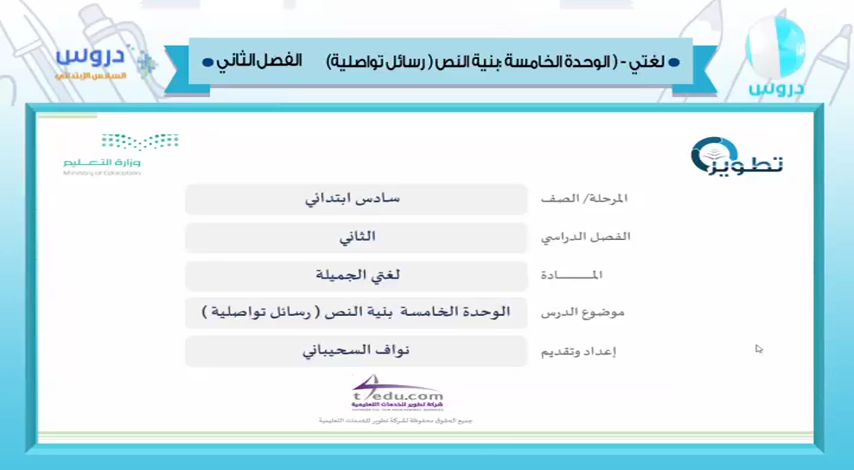 لغتي - ( الوحدة الخامسة :بنية النص ( رسائل تواصلية) الفصل الثاني
دروس
السادس الإبتدائي
دروس
وزارة التعليم
Ministry of Education
تطوير
المرحلة/ الصف سادس ابتدائي
الفصل الدراسي الثاني
المــــــــادة لغتي الجميلة
موضوع الدرس الوحدة الخامسة بنية النص ( رسائل تواصلية )
إعداد وتقديم نواف السحيباني
t4edu.com
شركة تطوير للخدمات التعليمية
جميع الحقوق محفوظة لشركة تطوير للخدمات التعليمية